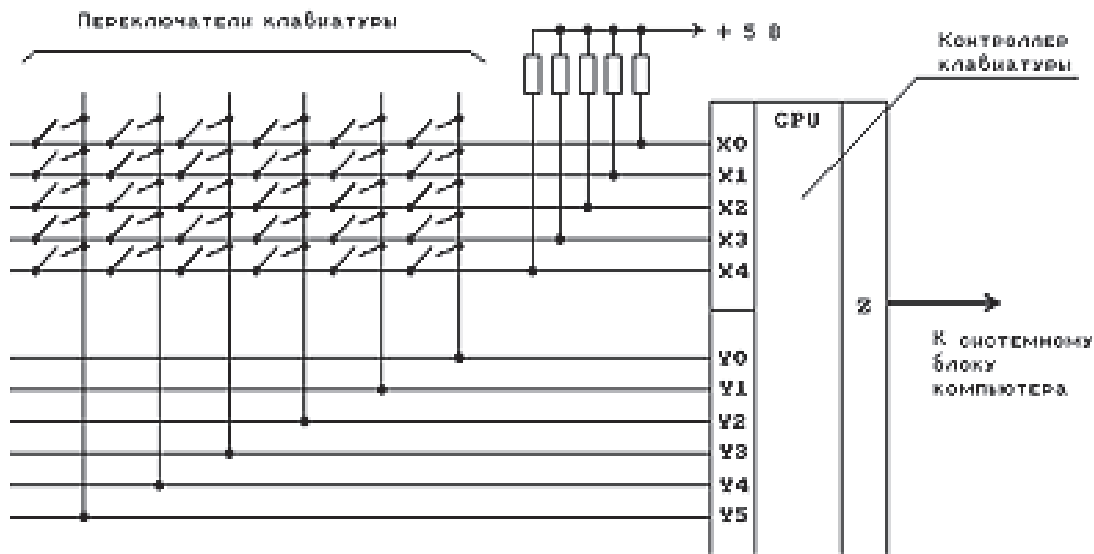 Переключатели клавиатуры
+ 5 В
Контроллер
клавиатуры
CPU
X0
X1
X2
X3
X4
Z
К системному
блоку
компьютера
Y0
Y1
Y2
Y3
Y4
Y5